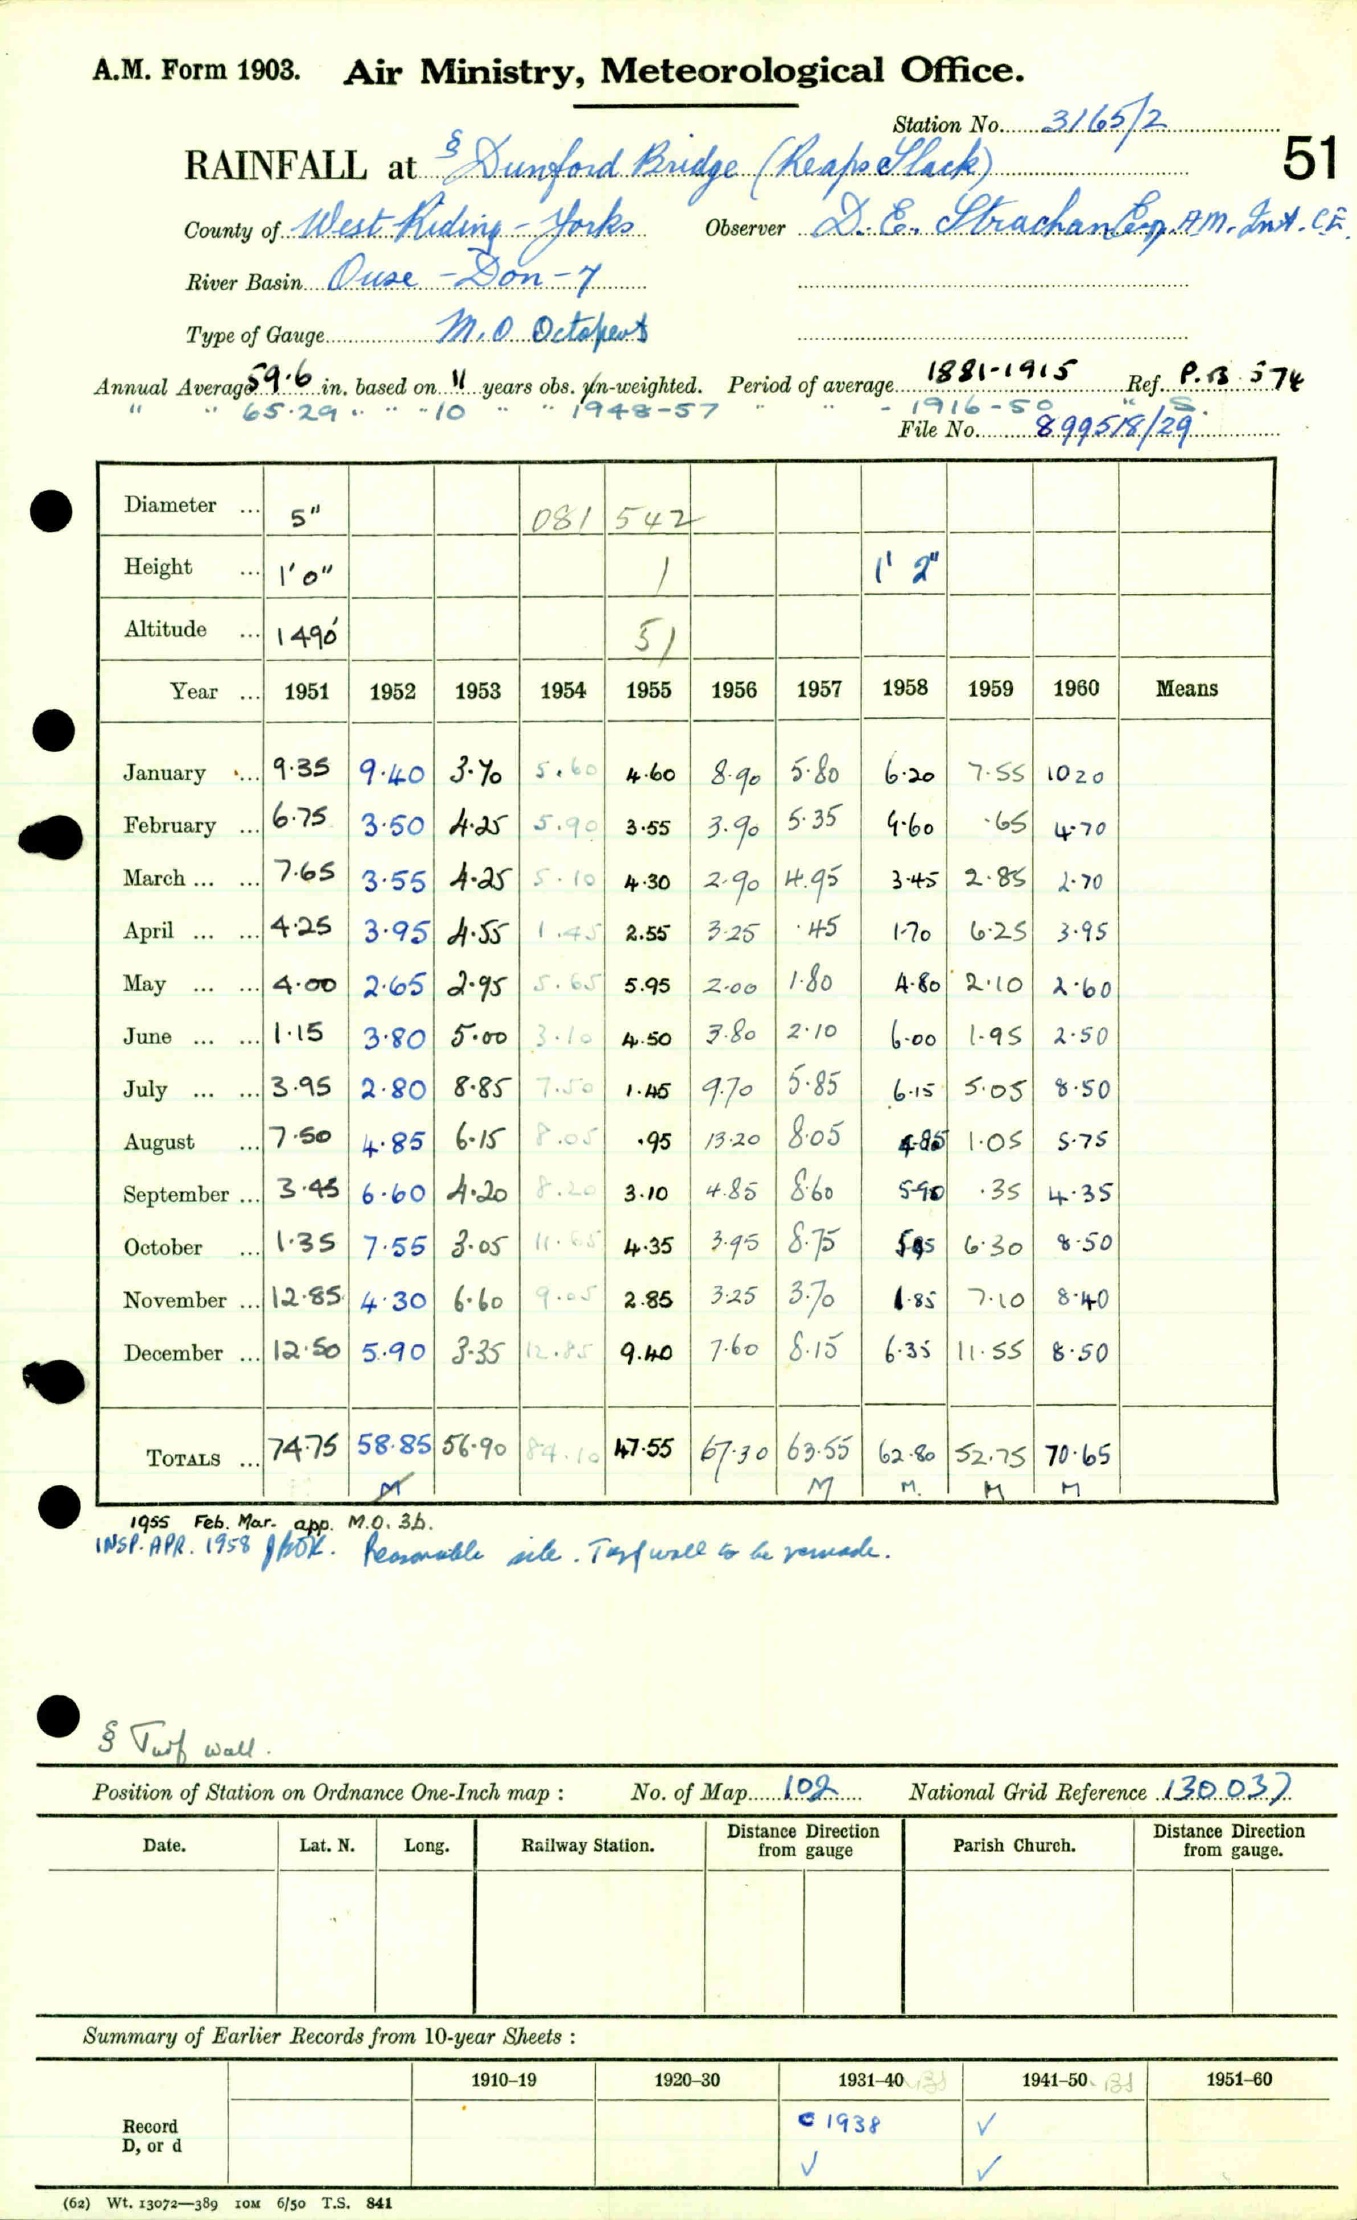 A.M. Form 1903. Air Ministry, Meteorological Office.
Station No. 3165/2
51
RAINFALL at § Dunford Bridge (Reaps Slack)
County of West Riding - Yorks Observer D. E. Strachan Esq. A.M. Inst. C.E.
River Basin Ouse - Don - 7
Type of Gauge M.O Octapent
Annual Average 59.6 in. based on 11 years obs. un-weighted. Period of average 1881-1915 Ref. P.B. 574
" " 65.29 " " " 10 " " 1948-57 " " - 1916-50 " S.
File No. 899518/29
Diameter ... 5" 081 542
Height ... 1' 0" 1 1' 2"
Altitude ... 1490' 51
Year ... 1951 1952 1953 1954 1955 1956 1957 1958 1959 1960 Means
January ... 9.35 9.40 3.70 5.60 4.60 8.90 5.80 6.20 7.55 10 20
February ... 6.75 3.50 4.25 5.90 3.55 3.90 5.35 9.60 .65 4.70
March ... ... 7.65 3.55 4.25 5.10 4.30 2.90 4.95 3.45 2.85 2.70
April ... ... 4.25 3.95 4.55 1.45 2.55 3.25 .45 1.70 6.25 3.95
May ... ... 4.00 2.65 2.95 5.65 5.95 2.00 1.80 4.80 2.10 2.60
June ... ... 1.15 3.80 5.00 3.10 4.50 3.80 2.10 6.00 1.95 2.50
July ... ... 3.95 2.80 8.85 7.50 1.45 9.70 5.85 6.15 5.05 8.50
August ... 7.50 4.85 6.15 8.05 .95 13.20 8.05 4.85 1.05 5.75
September ... 3.45 6.60 4.20 8.20 3.10 4.85 8.60 5.90 .35 4.35
October ... 1.35 7.55 3.05 11.65 4.35 3.95 8.75 5.95 6.30 8.50
November ... 12.85 4.30 6.60 9.05 2.85 3.25 3.70 1.85 7.10 8.40
December ... 12.50 5.90 3.35 12.85 9.40 7.60 8.15 6.35 11.55 8.50
TOTALS ... 74.75 58.85 56.90 84.10 47.55 67.30 63.55 62.80 52.75 70.65
M M M. M M
1955 Feb. Mar. app. M.O. 3b.
INSP. APR. 1958 Reasonable site. Turf wall to be remade.
§ Turf wall.
Position of Station on Ordnance One-Inch map : No. of Map 102 National Grid Reference 130 037
Date. Lat. N. Long. Railway Station. Distance Direction from gauge Parish Church. Distance Direction from gauge.
Summary of Earlier Records from 10-year Sheets :
1910–19 1920–30 1931–40 BS 1941–50 BS 1951–60
Record C 1938 ✓
D, or d ✓ ✓
(62) Wt. 13072—389 10M 6/50 T.S. 841